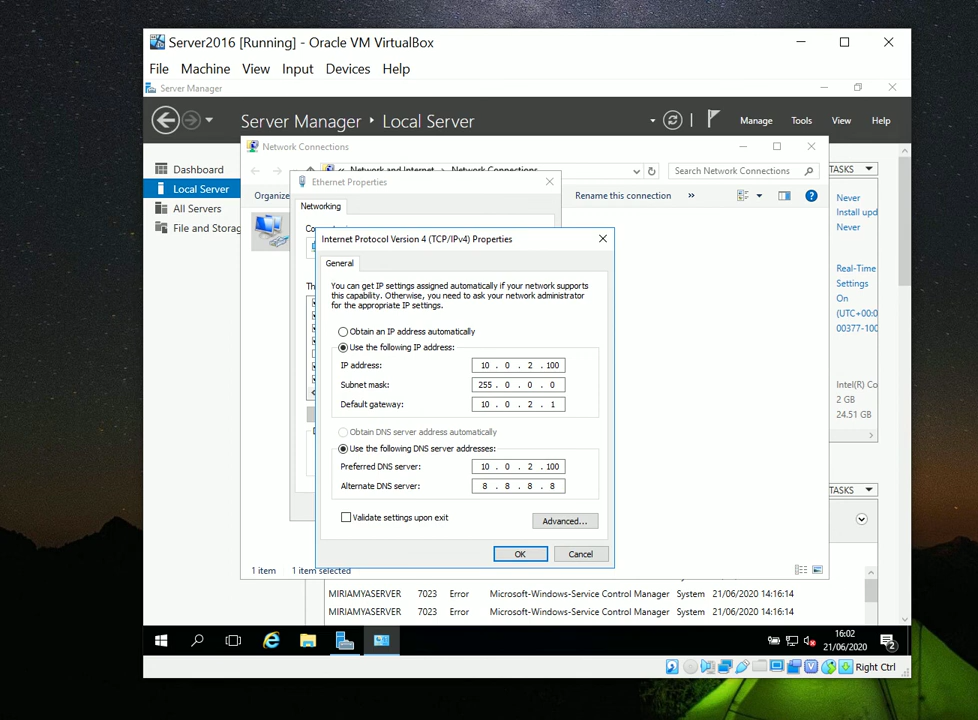 Server2016 [Running] - Oracle VM VirtualBox
File Machine View Input Devices Help
Server Manager
Server Manager ‣ Local Server
Manage Tools View Help
Network Connections
Network and Internet Network Connections
Search Network Connections
TASKS
Dashboard
Local Server
All Servers
File and Storag
Ethernet Properties
Organize
Rename this connection »
Networking
Never
Install upd
Never
Internet Protocol Version 4 (TCP/IPv4) Properties
General
You can get IP settings assigned automatically if your network supports
this capability. Otherwise, you need to ask your network administrator
for the appropriate IP settings.
Real-Time
Settings
On
(UTC+00:0
00377-100
Obtain an IP address automatically
Use the following IP address:
IP address: 10 . 0 . 2 . 100
Subnet mask: 255 . 0 . 0 . 0
Default gateway: 10 . 0 . 2 . 1
Intel(R) Co
2 GB
24.51 GB
Obtain DNS server address automatically
Use the following DNS server addresses:
Preferred DNS server: 10 . 0 . 2 . 100
Alternate DNS server: 8 . 8 . 8 . 8
TASKS
Validate settings upon exit
Advanced...
OK Cancel
1 item 1 item selected
MIRIAMYASERVER 7023 Error Microsoft-Windows-Service Control Manager System 21/06/2020 14:16:14
MIRIAMYASERVER 7023 Error Microsoft-Windows-Service Control Manager System 21/06/2020 14:16:14
16:02
21/06/2020
2
Right Ctrl